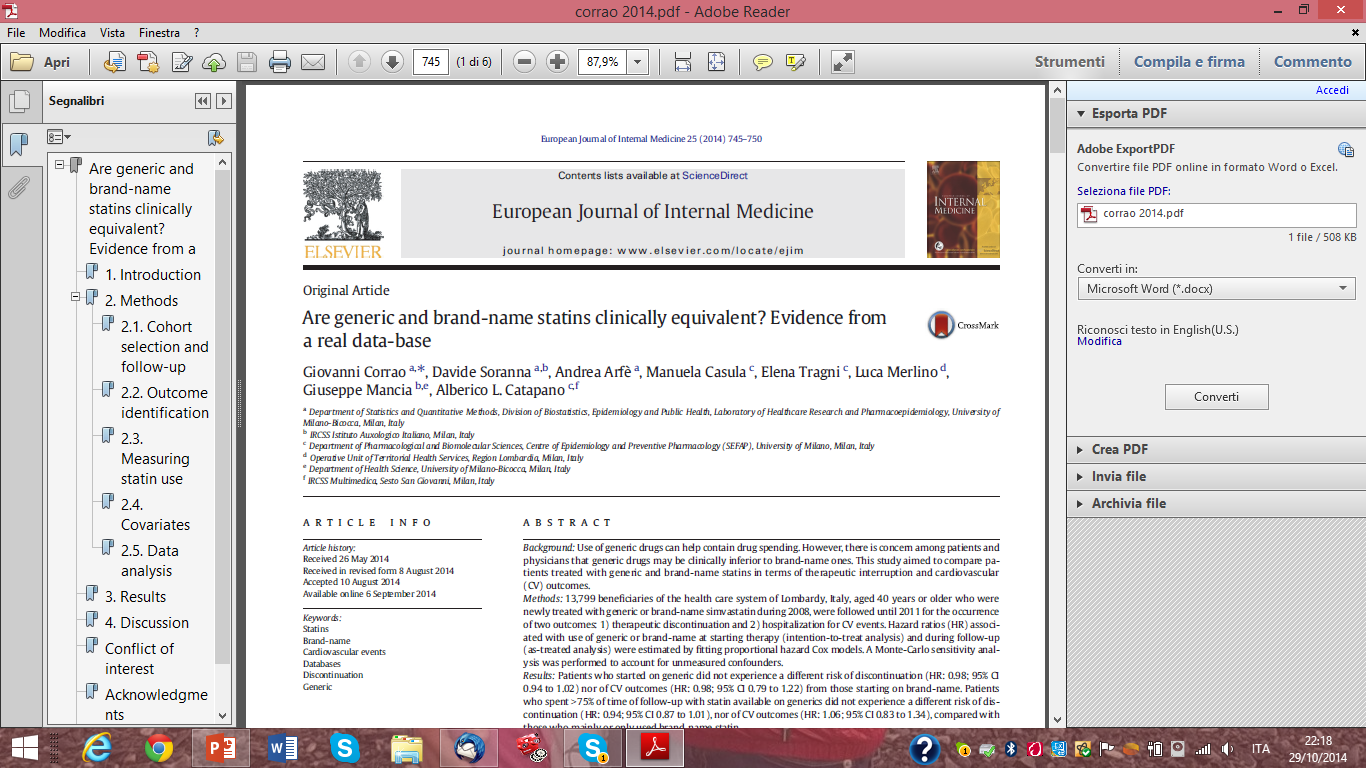 corrao 2014.pdf - Adobe Reader
File Modifica Vista Finestra ?
Apri
745 (1 di 6)
87,9%
Strumenti
Compila e firma
Commento
Segnalibri
Are generic and
brand-name
statins clinically
equivalent?
Evidence from a
1. Introduction
2. Methods
2.1. Cohort
selection and
follow-up
2.2. Outcome
identification
2.3.
Measuring
statin use
2.4.
Covariates
2.5. Data
analysis
3. Results
4. Discussion
Conflict of
interest
Acknowledgme
nts
European Journal of Internal Medicine 25 (2014) 745–750
ELSEVIER
Contents lists available at ScienceDirect
European Journal of Internal Medicine
journal homepage: www.elsevier.com/locate/ejim
INTERNAL
MEDICINE
Original Article
Are generic and brand-name statins clinically equivalent? Evidence from
a real data-base
CrossMark
Giovanni Corrao a,*, Davide Soranna a,b, Andrea Arfè a, Manuela Casula c, Elena Tragni c, Luca Merlino d,
Giuseppe Mancia b,e, Alberico L. Catapano c,f
a Department of Statistics and Quantitative Methods, Division of Biostatistics, Epidemiology and Public Health, Laboratory of Healthcare Research and Pharmacoepidemiology, University of
Milano-Bicocca, Milan, Italy
b IRCSS Istituto Auxologico Italiano, Milan, Italy
c Department of Pharmacological and Biomolecular Sciences, Centre of Epidemiology and Preventive Pharmacology (SEFAP), University of Milano, Milan, Italy
d Operative Unit of Territorial Health Services, Region Lombardia, Milan, Italy
e Department of Health Science, University of Milano-Bicocca, Milan, Italy
f IRCSS Multimedica, Sesto San Giovanni, Milan, Italy
ARTICLE INFO
Article history:
Received 26 May 2014
Received in revised form 8 August 2014
Accepted 10 August 2014
Available online 6 September 2014
Keywords:
Statins
Brand-name
Cardiovascular events
Databases
Discontinuation
Generic
ABSTRACT
Background: Use of generic drugs can help contain drug spending. However, there is concern among patients and
physicians that generic drugs may be clinically inferior to brand-name ones. This study aimed to compare pa-
tients treated with generic and brand-name statins in terms of therapeutic interruption and cardiovascular
(CV) outcomes.
Methods: 13,799 beneficiaries of the health care system of Lombardy, Italy, aged 40 years or older who were
newly treated with generic or brand-name simvastatin during 2008, were followed until 2011 for the occurrence
of two outcomes: 1) therapeutic discontinuation and 2) hospitalization for CV events. Hazard ratios (HR) associ-
ated with use of generic or brand-name at starting therapy (intention-to-treat analysis) and during follow-up
(as-treated analysis) were estimated by fitting proportional hazard Cox models. A Monte-Carlo sensitivity anal-
ysis was performed to account for unmeasured confounders.
Results: Patients who started on generic did not experience a different risk of discontinuation (HR: 0.98; 95% CI
0.94 to 1.02) nor of CV outcomes (HR: 0.98; 95% CI 0.79 to 1.22) from those starting on brand-name. Patients
who spent >75% of time of follow-up with statin available on generics did not experience a different risk of dis-
continuation (HR: 0.94; 95% CI 0.87 to 1.01), nor of CV outcomes (HR: 1.06; 95% CI 0.83 to 1.34), compared with
those who mainly or only used brand-name statin.
Accedi
Esporta PDF
Adobe ExportPDF
Convertire file PDF online in formato Word o Excel.
Seleziona file PDF:
corrao 2014.pdf
1 file / 508 KB
Converti in:
Microsoft Word (*.docx)
Riconosci testo in English(U.S.)
Modifica
Converti
Crea PDF
Invia file
Archivia file
ITA
22:18
29/10/2014